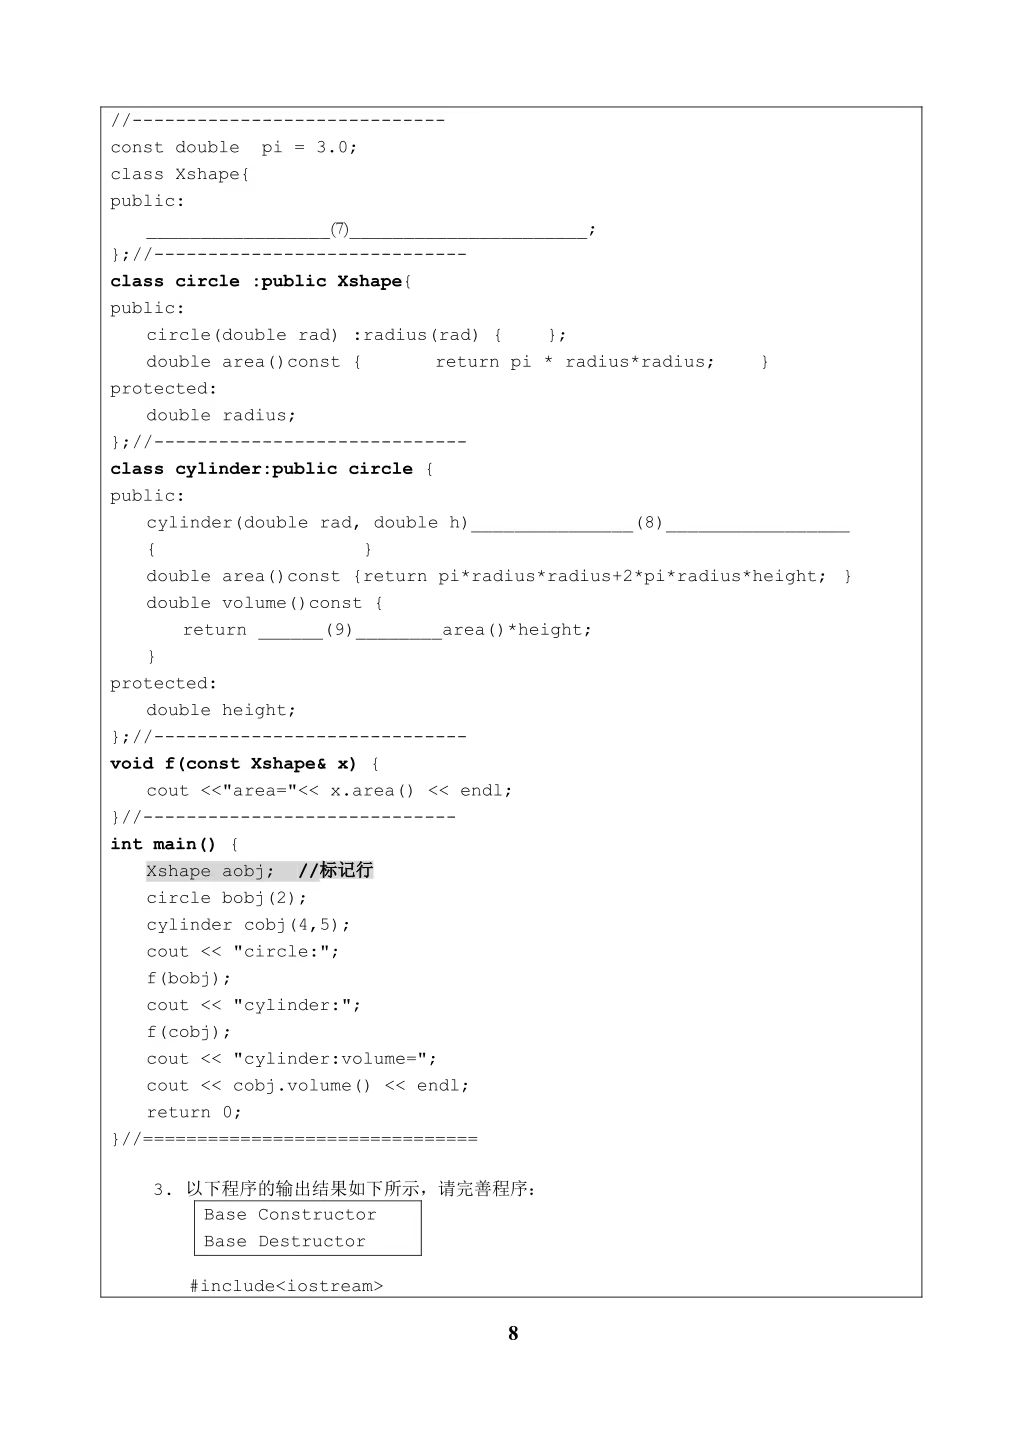 //-----------------------------
const double  pi = 3.0;
class Xshape{
public:
_________________⑺______________________;
};//-----------------------------
class circle :public Xshape{
public:
circle(double rad) :radius(rad) {    };
double area()const {       return pi * radius*radius;    }
protected:
double radius;
};//-----------------------------
class cylinder:public circle {
public:
cylinder(double rad, double h)_______________(8)_________________
{                   }
double area()const {return pi*radius*radius+2*pi*radius*height; }
double volume()const {
return ______(9)________area()*height;
}
protected:
double height;
};//-----------------------------
void f(const Xshape& x) {
cout <<"area="<< x.area() << endl;
}//-----------------------------
int main() {
Xshape aobj;  //标记行
circle bobj(2);
cylinder cobj(4,5);
cout << "circle:";
f(bobj);
cout << "cylinder:";
f(cobj);
cout << "cylinder:volume=";
cout << cobj.volume() << endl;
return 0;
}//===============================
3. 以下程序的输出结果如下所示，请完善程序：
Base Constructor
Base Destructor
#include<iostream>
8